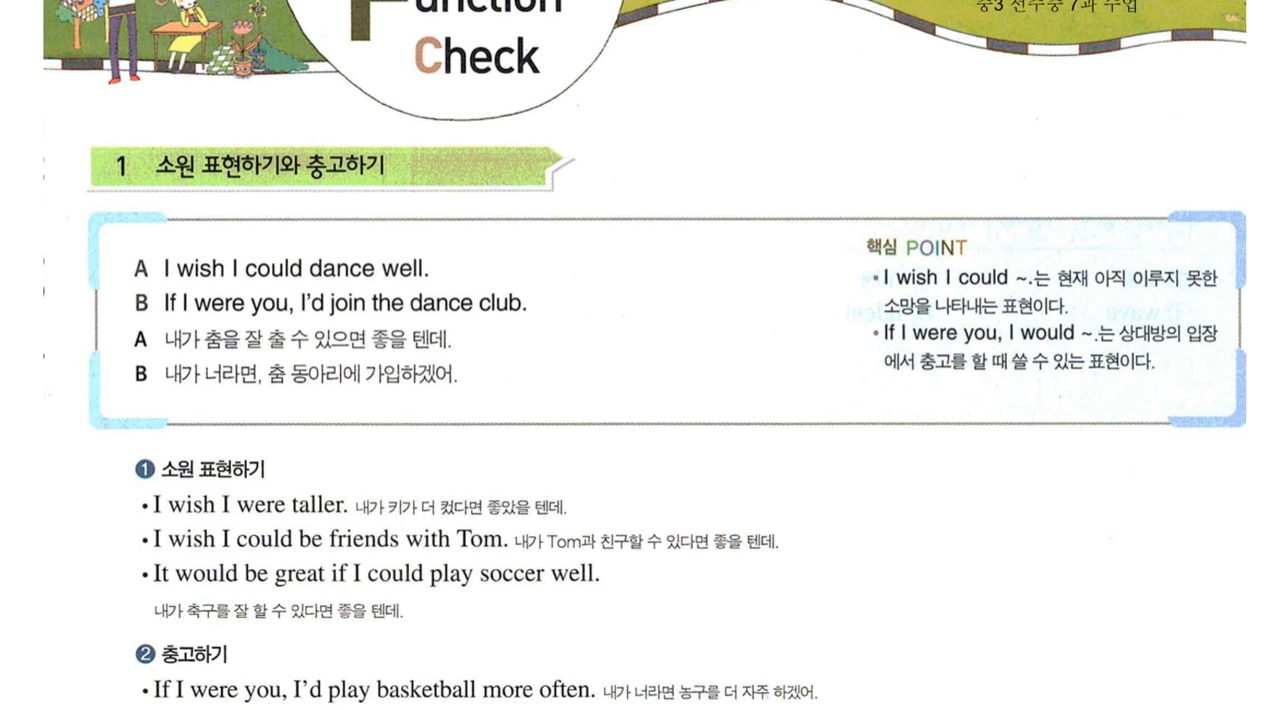 중3 천수중 7과 수업
unction
Check
1 소원 표현하기와 충고하기
A I wish I could dance well.
B If I were you, I'd join the dance club.
A 내가 춤을 잘 출 수 있으면 좋을 텐데.
B 내가 너라면, 춤 동아리에 가입하겠어.
핵심 POINT
• I wish I could ~.는 현재 아직 이루지 못한
소망을 나타내는 표현이다.
• If I were you, I would ~.는 상대방의 입장
에서 충고를 할 때 쓸 수 있는 표현이다.
❶ 소원 표현하기
• I wish I were taller. 내가 키가 더 컸다면 좋았을 텐데.
• I wish I could be friends with Tom. 내가 Tom과 친구할 수 있다면 좋을 텐데.
• It would be great if I could play soccer well.
내가 축구를 잘 할 수 있다면 좋을 텐데.
❷ 충고하기
• If I were you, I'd play basketball more often. 내가 너라면 농구를 더 자주 하겠어.